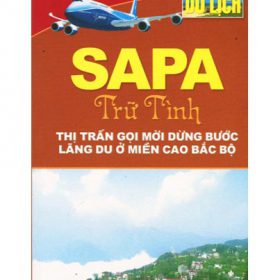 DU LỊCH
SAPA
Trữ Tình
THỊ TRẤN GỌI MỜI DỪNG BƯỚC
LÃNG DU Ở MIỀN CAO BẮC BỘ